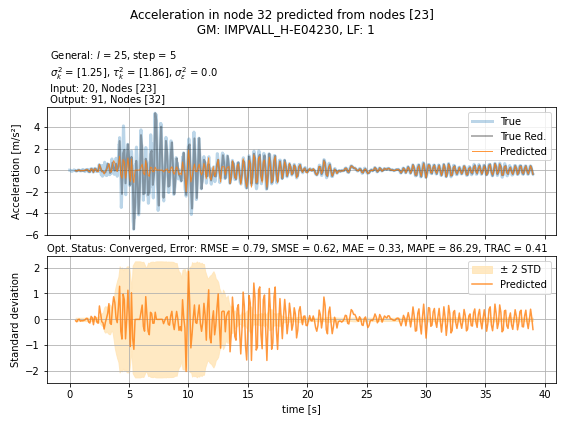 Acceleration in node 32 predicted from nodes [23]
GM: IMPVALL_H-E04230, LF: 1
General: l = 25, step = 5
σ²ₖ = [1.25], τ²ₖ = [1.86], σ²ε = 0.0
Input: 20, Nodes [23]
Output: 91, Nodes [32]
Acceleration [m/s²]
4
2
0
−2
−4
−6
True
True Red.
Predicted
Opt. Status: Converged, Error: RMSE = 0.79, SMSE = 0.62, MAE = 0.33, MAPE = 86.29, TRAC = 0.41
Standard deviation
2
1
0
−1
−2
± 2 STD
Predicted
0 5 10 15 20 25 30 35 40
time [s]